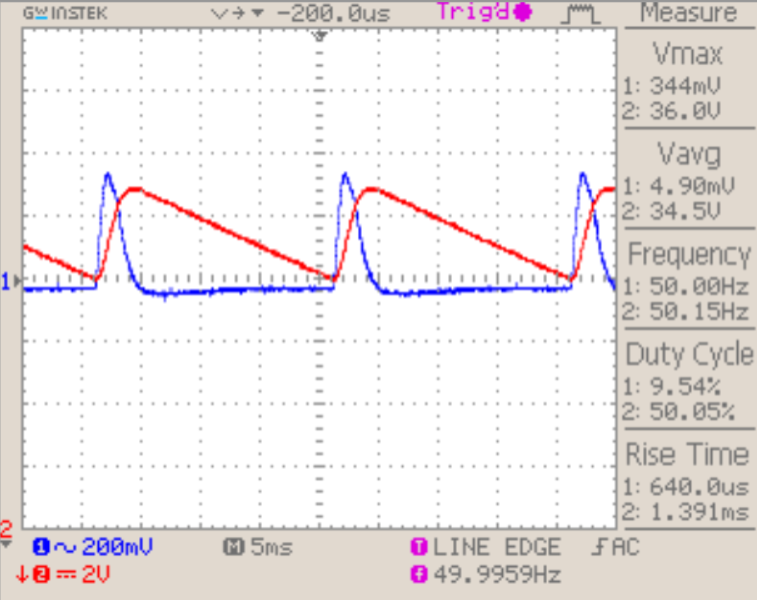 GW INSTEK -200.0us Trig'd Measure
Vmax
1: 344mV
2: 36.0V
Vavg
1: 4.90mV
2: 34.5V
Frequency
1: 50.00Hz
2: 50.15Hz
Duty Cycle
1: 9.54%
2: 50.05%
Rise Time
1: 640.0us
2: 1.391ms
1
2
1 200mV M 5ms T LINE EDGE AC
2 2V f 49.9959Hz